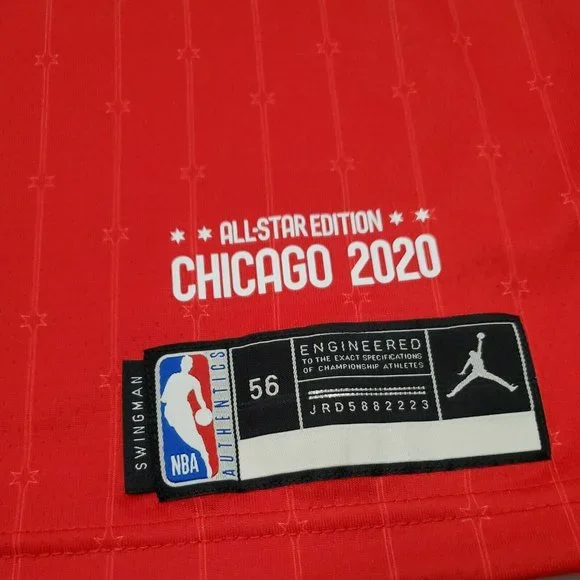 ALL-STAR EDITION
CHICAGO 2020
SWINGMAN
NBA
AUTHENTICS
56
ENGINEERED
TO THE EXACT SPECIFICATIONS
OF CHAMPIONSHIP ATHLETES
JRD5882223